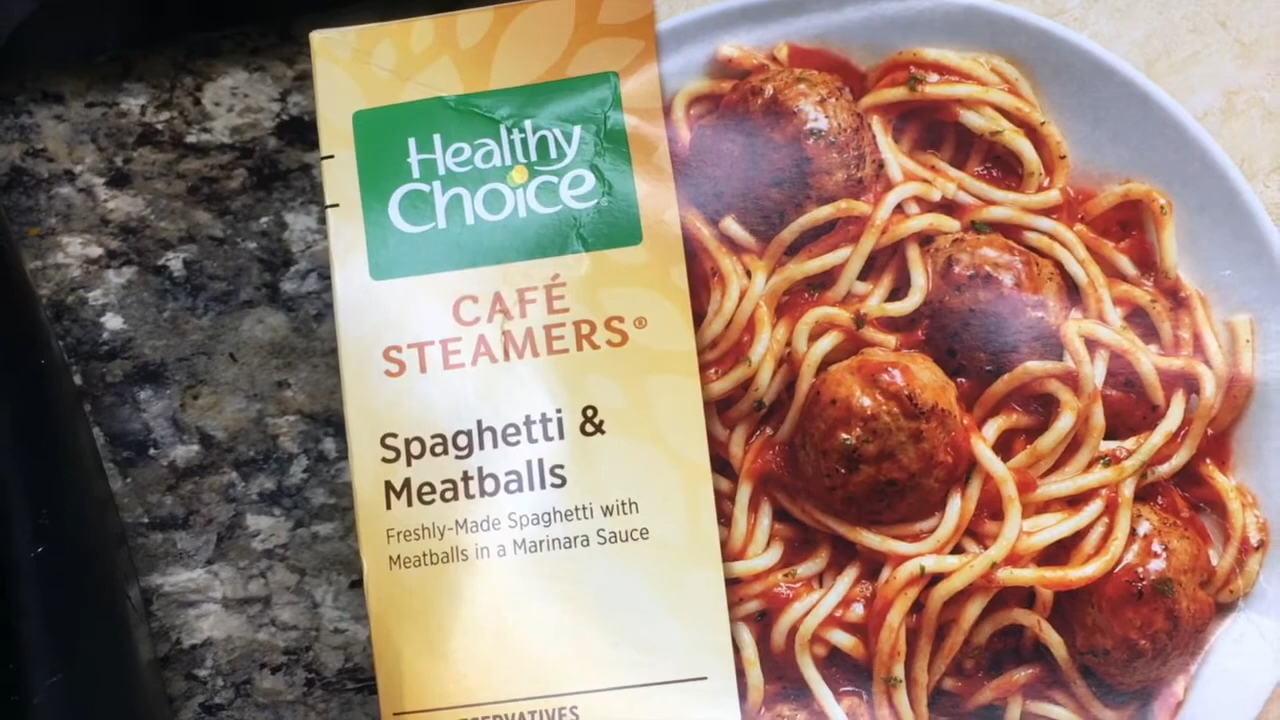 Healthy
Choice
CAFÉ
STEAMERS®
Spaghetti &
Meatballs
Freshly-Made Spaghetti with
Meatballs in a Marinara Sauce